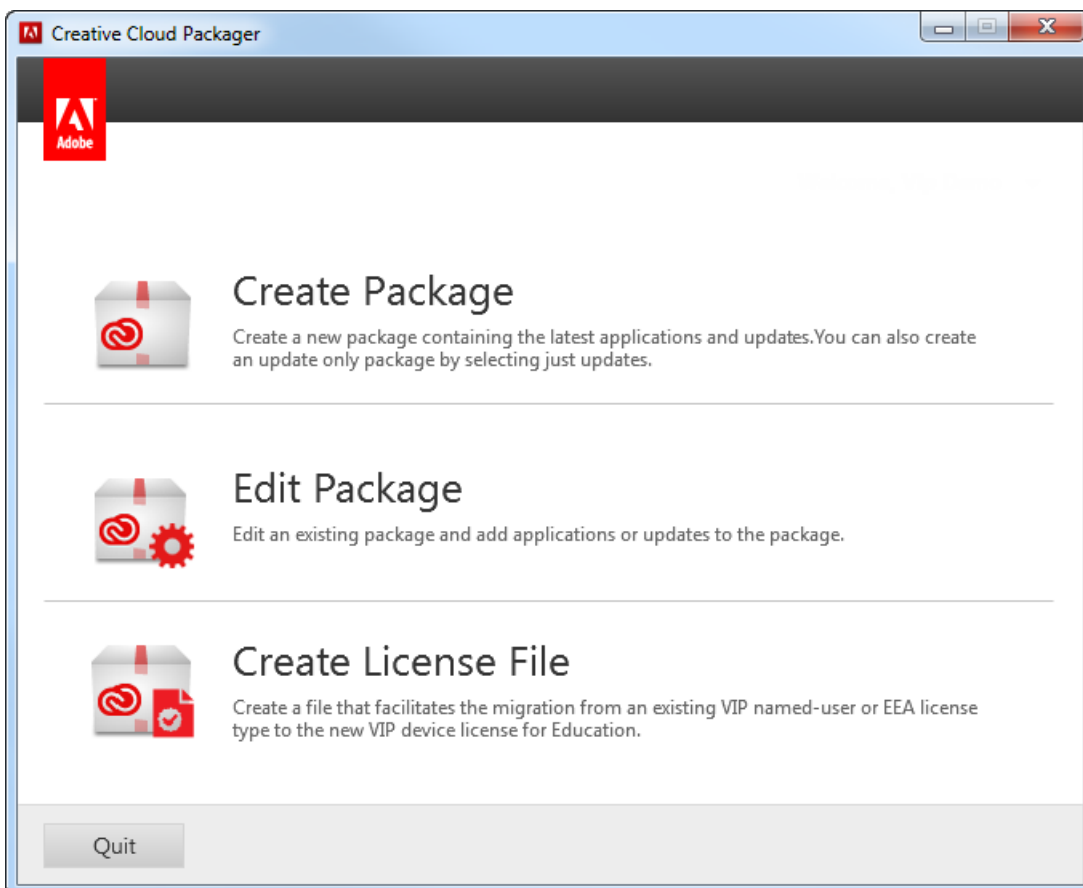 Creative Cloud Packager
Adobe
Create Package
Create a new package containing the latest applications and updates.You can also create
an update only package by selecting just updates.
Edit Package
Edit an existing package and add applications or updates to the package.
Create License File
Create a file that facilitates the migration from an existing VIP named-user or EEA license
type to the new VIP device license for Education.
Quit